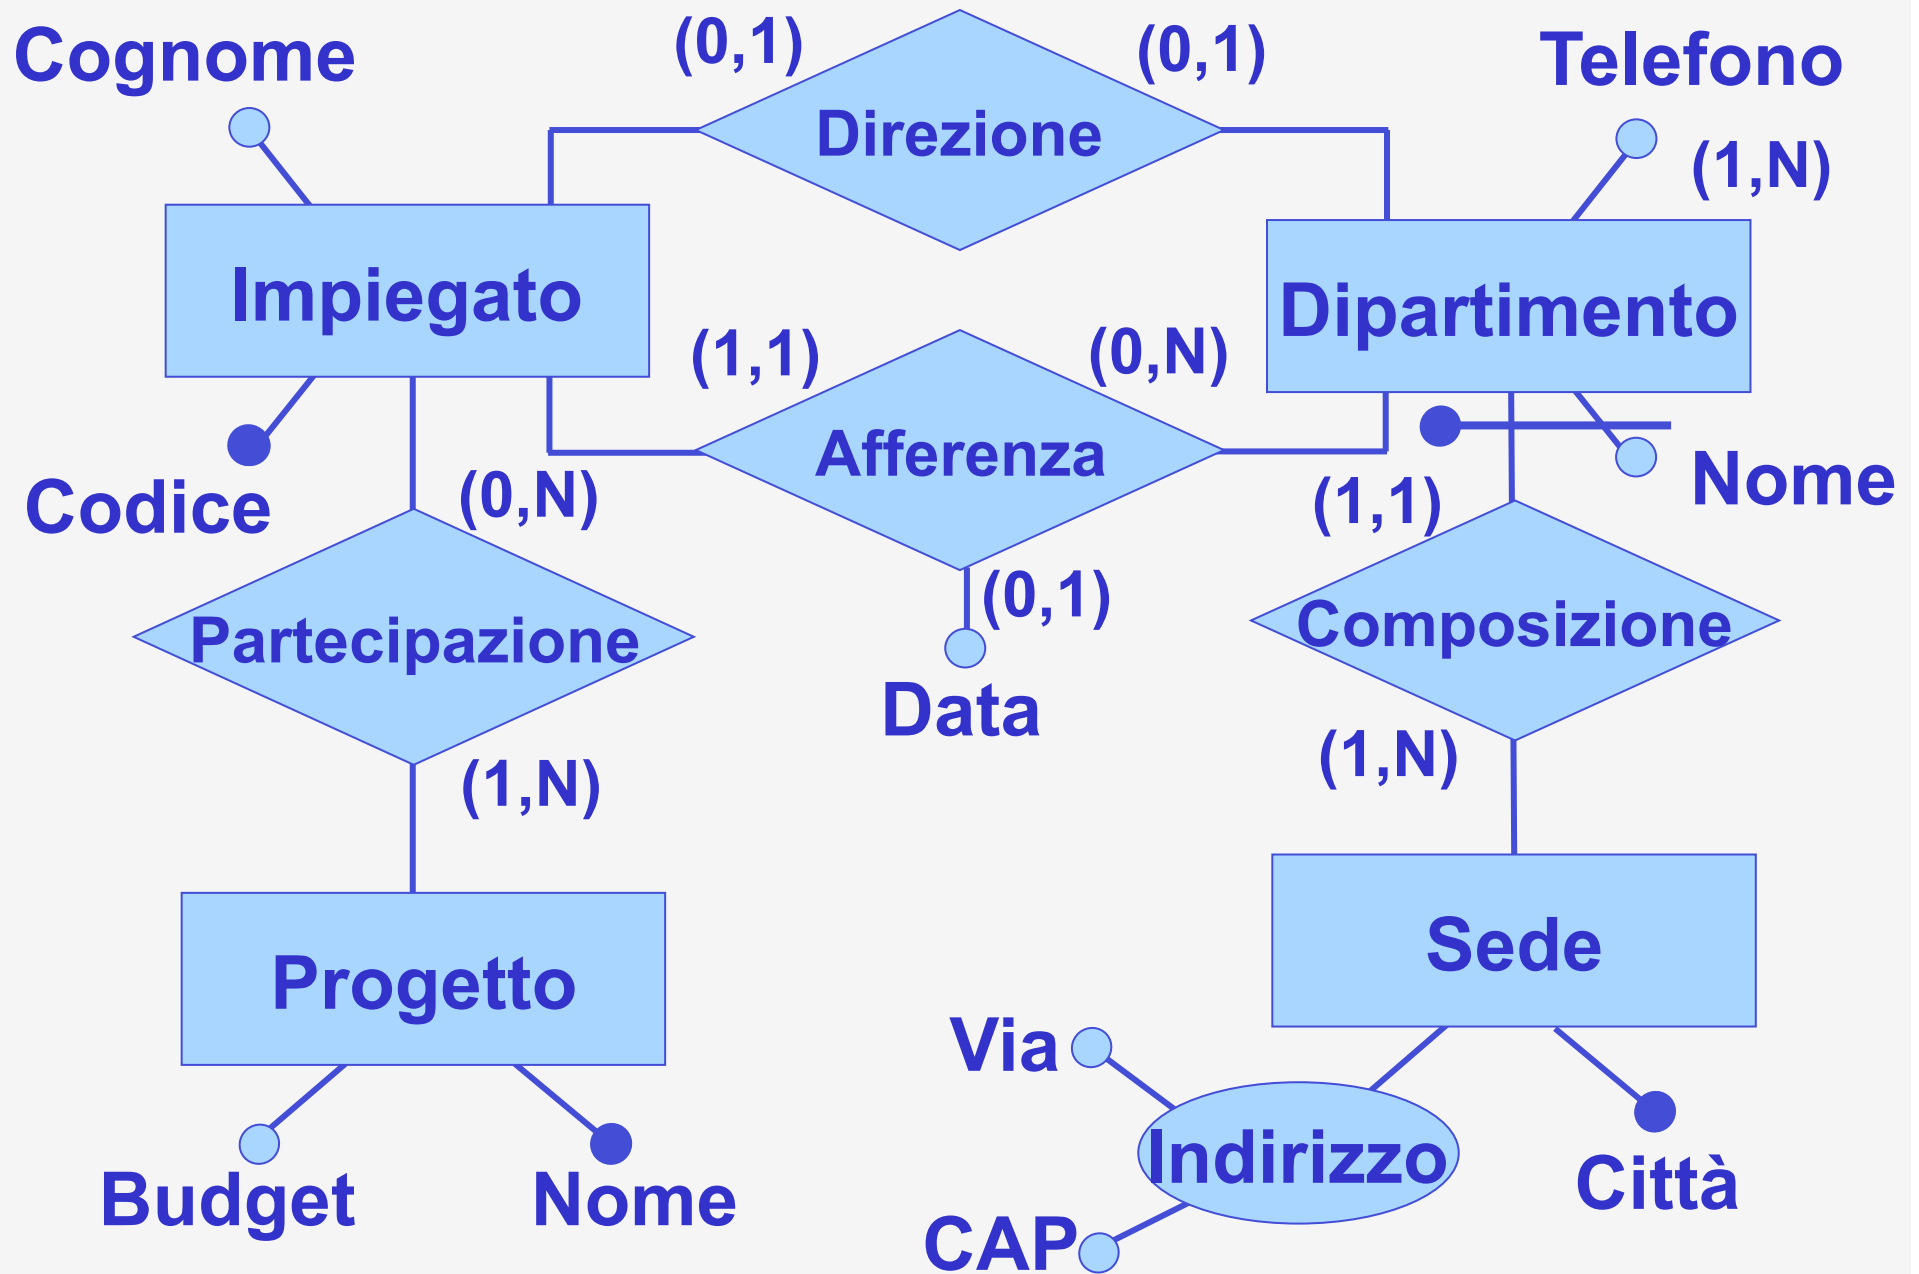 Cognome
(0,1)
(0,1)
Telefono
Direzione
(1,N)
Impiegato
Dipartimento
(1,1)
(0,N)
Afferenza
Codice
(0,N)
(1,1)
Nome
Partecipazione
(0,1)
Composizione
Data
(1,N)
(1,N)
Progetto
Sede
Via
Indirizzo
Città
Budget
Nome
CAP